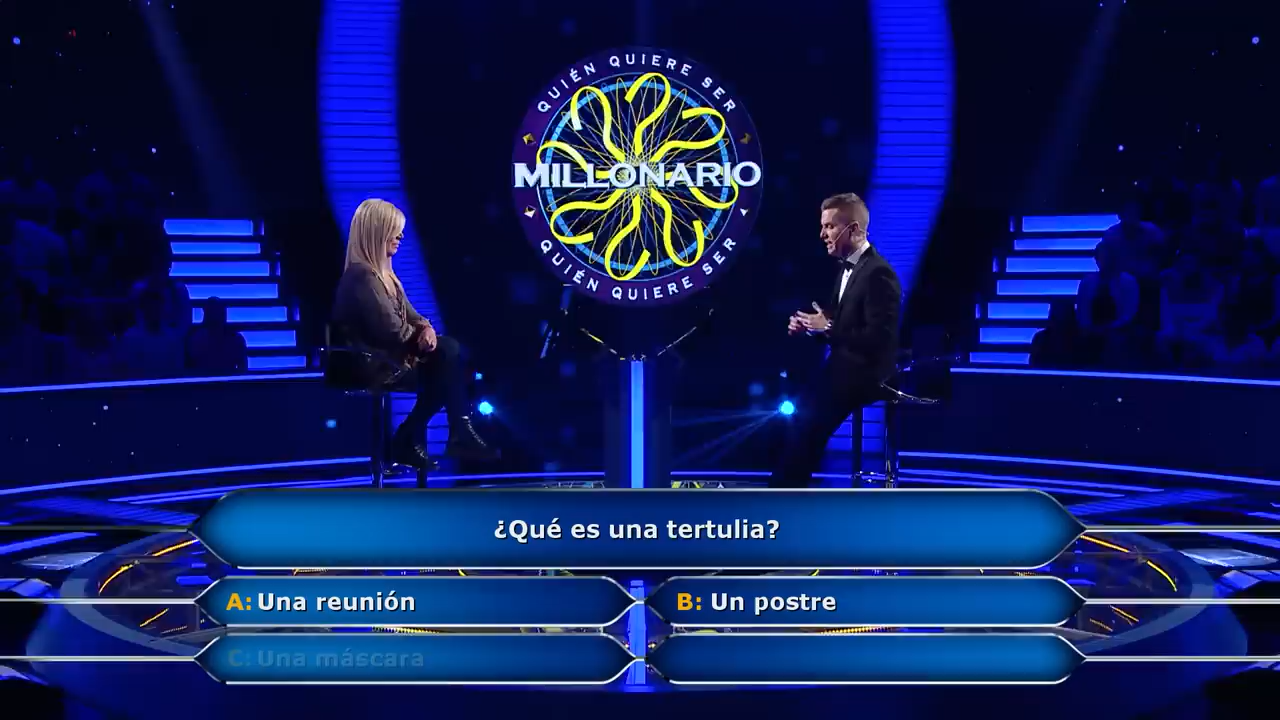 QUIÉN QUIERE SER
MILLONARIO
QUIÉN QUIERE SER
¿Qué es una tertulia?
A: Una reunión
B: Un postre
C: Una máscara